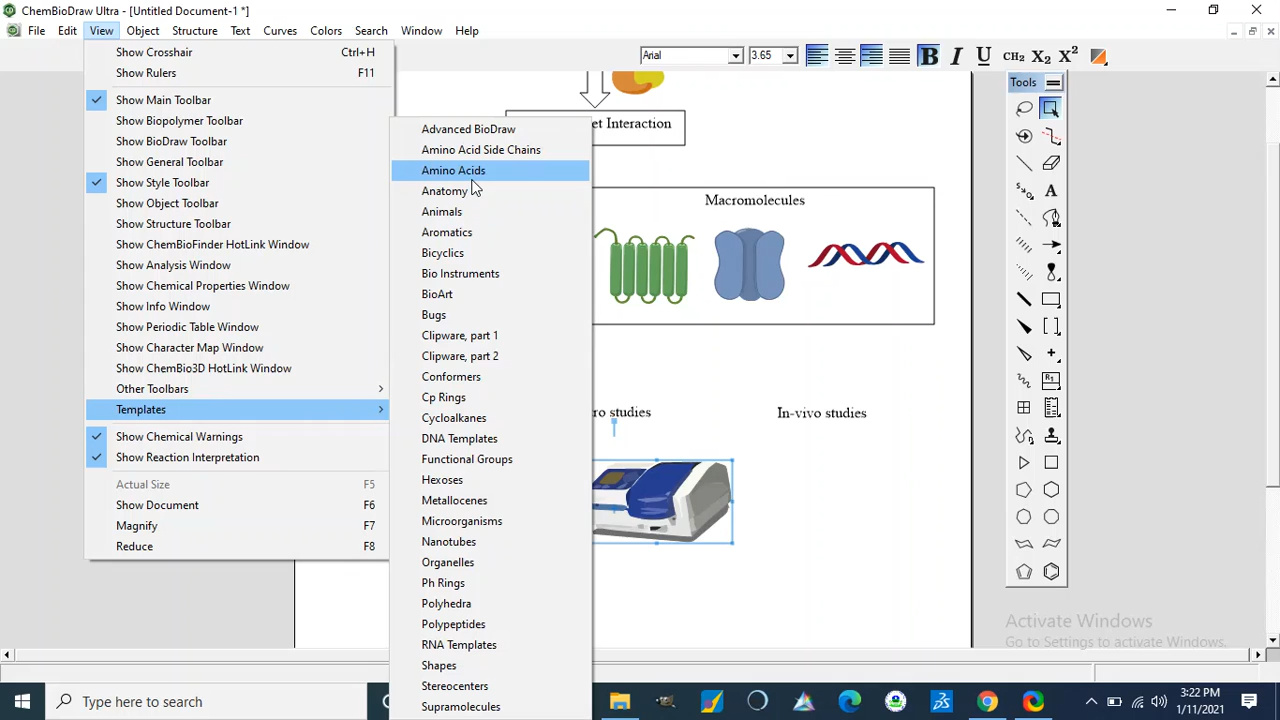 ChemBioDraw Ultra - [Untitled Document-1 *]
File Edit View Object Structure Text Curves Colors Search Window Help
Show Crosshair Ctrl+H
Show Rulers F11
Show Main Toolbar
Show Biopolymer Toolbar
Show BioDraw Toolbar
Show General Toolbar
Show Style Toolbar
Show Object Toolbar
Show Structure Toolbar
Show ChemBioFinder HotLink Window
Show Analysis Window
Show Chemical Properties Window
Show Info Window
Show Periodic Table Window
Show Character Map Window
Show ChemBio3D HotLink Window
Other Toolbars
Templates
Show Chemical Warnings
Show Reaction Interpretation
Actual Size F5
Show Document F6
Magnify F7
Reduce F8
Advanced BioDraw
Amino Acid Side Chains
Amino Acids
Anatomy
Animals
Aromatics
Bicyclics
Bio Instruments
BioArt
Bugs
Clipware, part 1
Clipware, part 2
Conformers
Cp Rings
Cycloalkanes
DNA Templates
Functional Groups
Hexoses
Metallocenes
Microorganisms
Nanotubes
Organelles
Ph Rings
Polyhedra
Polypeptides
RNA Templates
Shapes
Stereocenters
Supramolecules
Arial 3.65 B I U CH2 X2 X2
et Interaction
Macromolecules
ro studies In-vivo studies
Tools
A
R1
Activate Windows
Go to Settings to activate Windows.
Type here to search
3:22 PM
1/11/2021